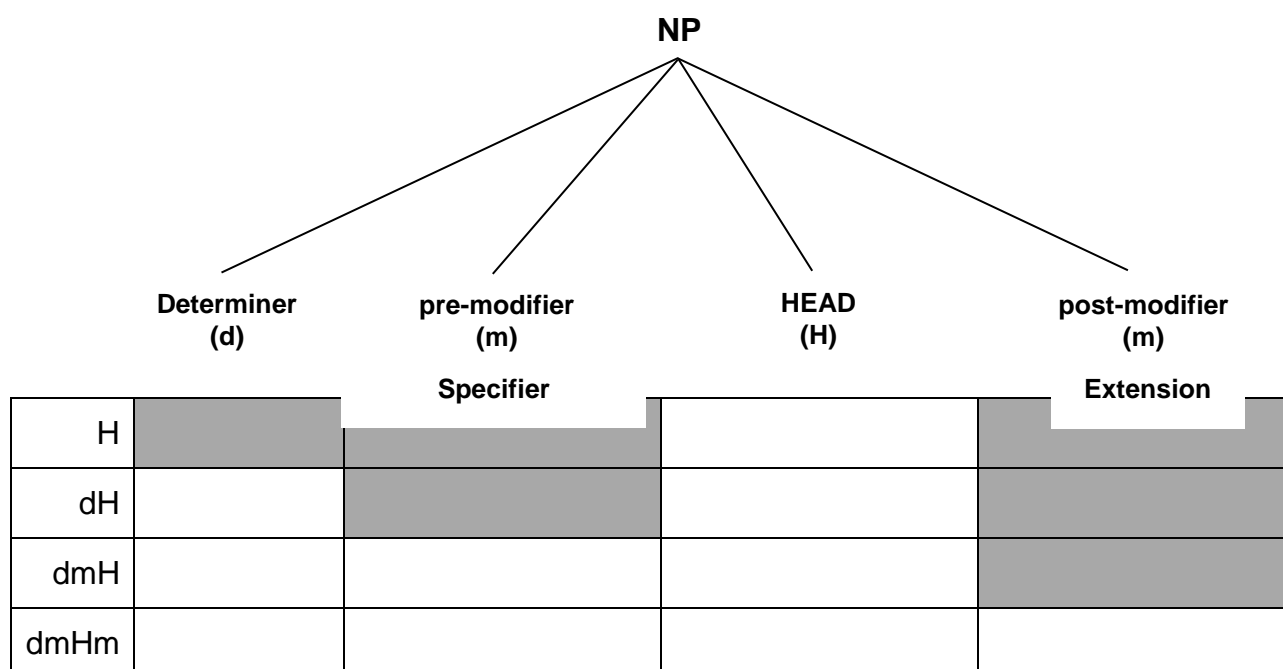 NP
Determiner
(d)
pre-modifier
(m)
HEAD
(H)
post-modifier
(m)
Specifier
Extension
H
dH
dmH
dmHm